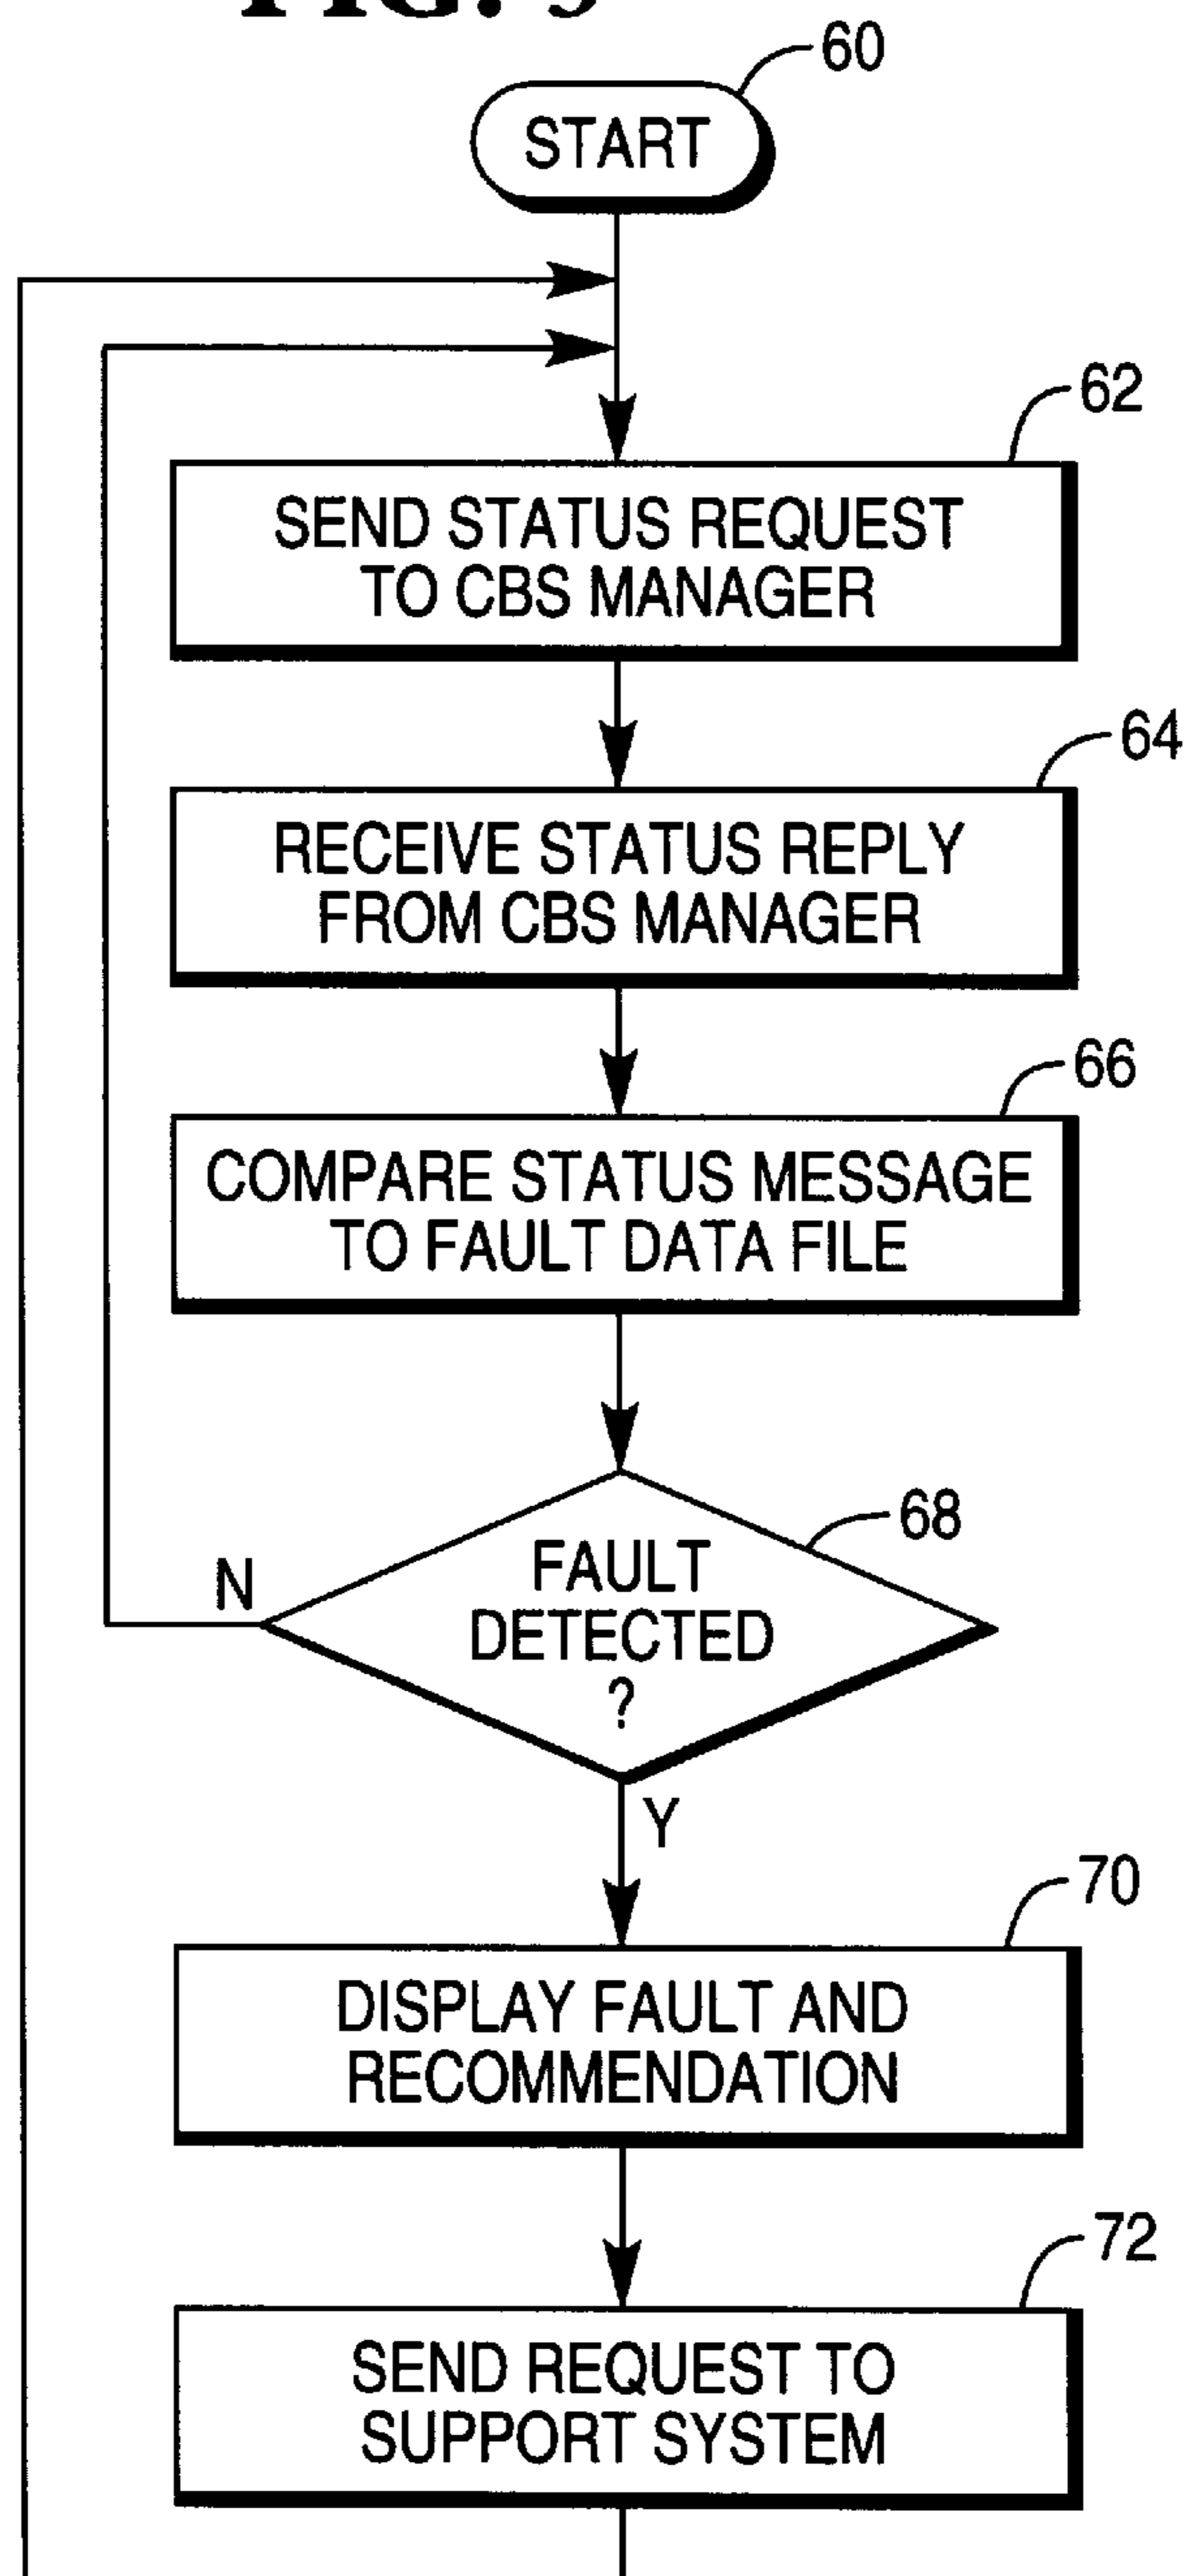 60
START
62
SEND STATUS REQUEST
TO CBS MANAGER
64
RECEIVE STATUS REPLY
FROM CBS MANAGER
66
COMPARE STATUS MESSAGE
TO FAULT DATA FILE
68
FAULT
DETECTED
?
N
Y
70
DISPLAY FAULT AND
RECOMMENDATION
72
SEND REQUEST TO
SUPPORT SYSTEM